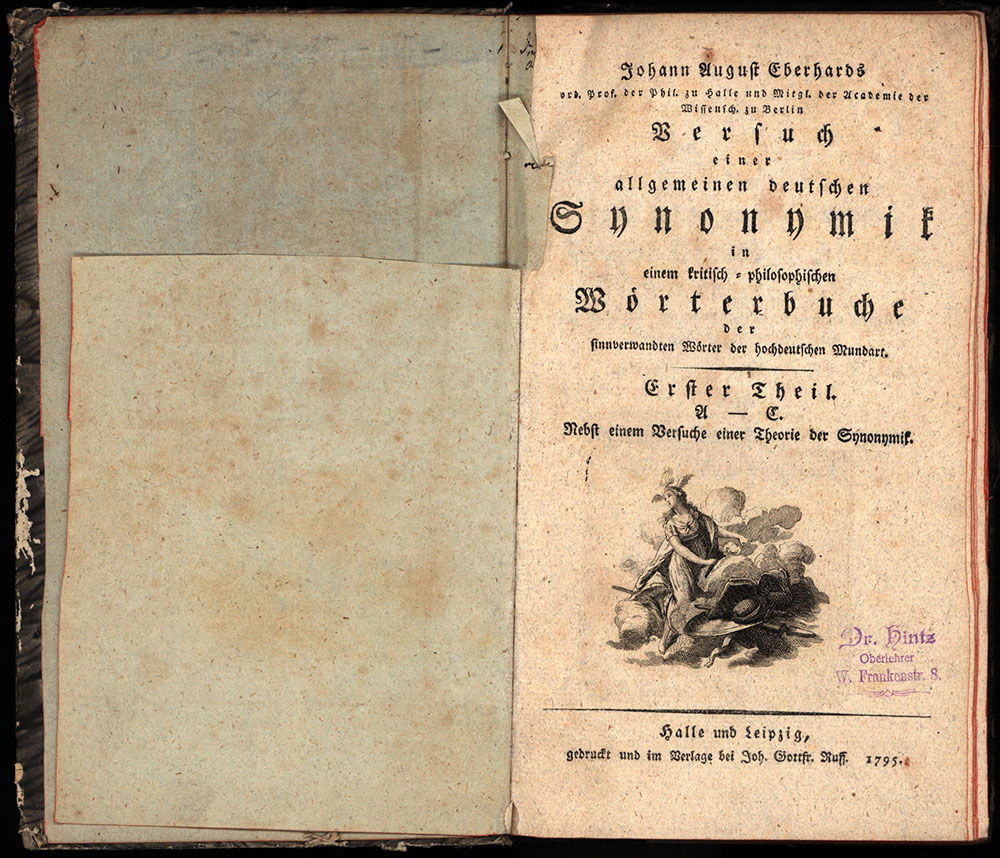 Johann August Eberhards
ord. Prof. der Phil. zu Halle und Mitgl. der Academie der
Wissensch. zu Berlin
Versuch
einer
allgemeinen deutschen
Synonymik
in
einem kritisch-philosophischen
Wörterbuche
der
sinnverwandten Wörter der hochdeutschen Mundart.
Erster Theil.
A — C.
Nebst einem Versuche einer Theorie der Synonymik.
Dr. Hintz
Oberlehrer
W. Frankenstr. 8.
Halle und Leipzig,
gedruckt und im Verlage bei Joh. Gottfr. Ruff. 1795.